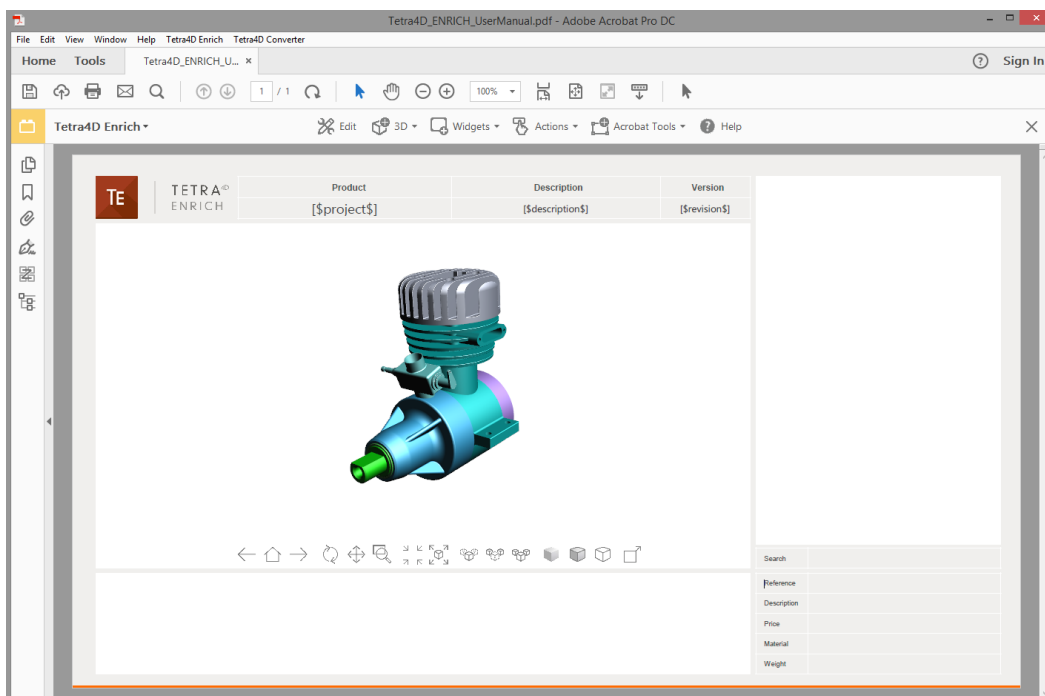 Tetra4D_ENRICH_UserManual.pdf - Adobe Acrobat Pro DC
File Edit View Window Help Tetra4D Enrich Tetra4D Converter
Home Tools Tetra4D_ENRICH_U... × Sign In
1 / 1 100%
Tetra4D Enrich Edit 3D Widgets Actions Acrobat Tools Help
TE TETRA4D Product Description Version
ENRICH [$project$] [$description$] [$revision$]
Search
Reference
Description
Price
Material
Weight